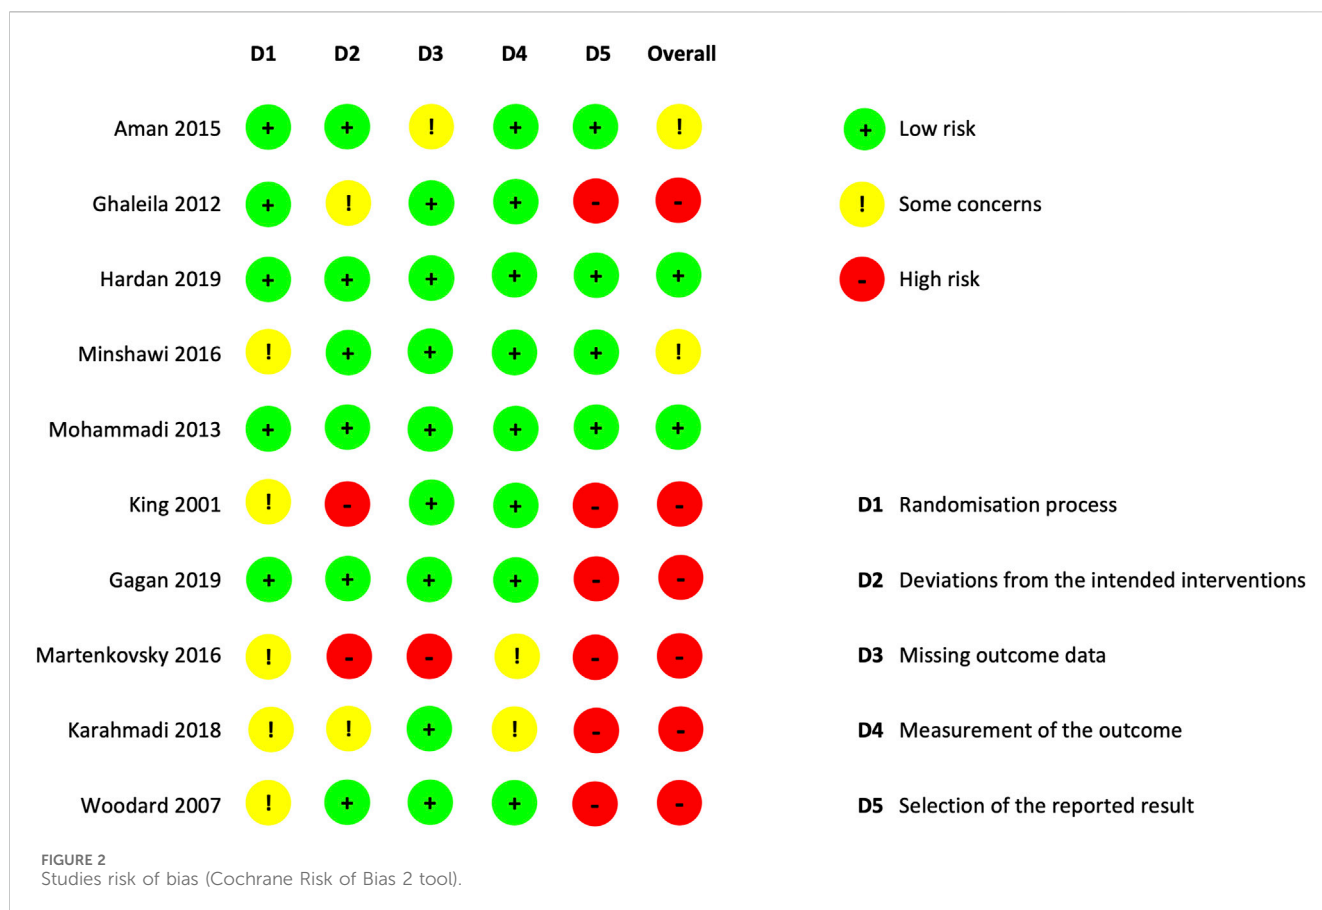 D1 D2 D3 D4 D5 Overall
Aman 2015 + + ! + + !
Ghaleila 2012 + ! + + - -
Hardan 2019 + + + + + +
Minshawi 2016 ! + + + + !
Mohammadi 2013 + + + + + +
King 2001 ! - + + - -
Gagan 2019 + + + + - -
Martenkovsky 2016 ! - - ! - -
Karahmadi 2018 ! ! + ! - -
Woodard 2007 ! + + + - -
+ Low risk
! Some concerns
- High risk
D1 Randomisation process
D2 Deviations from the intended interventions
D3 Missing outcome data
D4 Measurement of the outcome
D5 Selection of the reported result
FIGURE 2
Studies risk of bias (Cochrane Risk of Bias 2 tool).